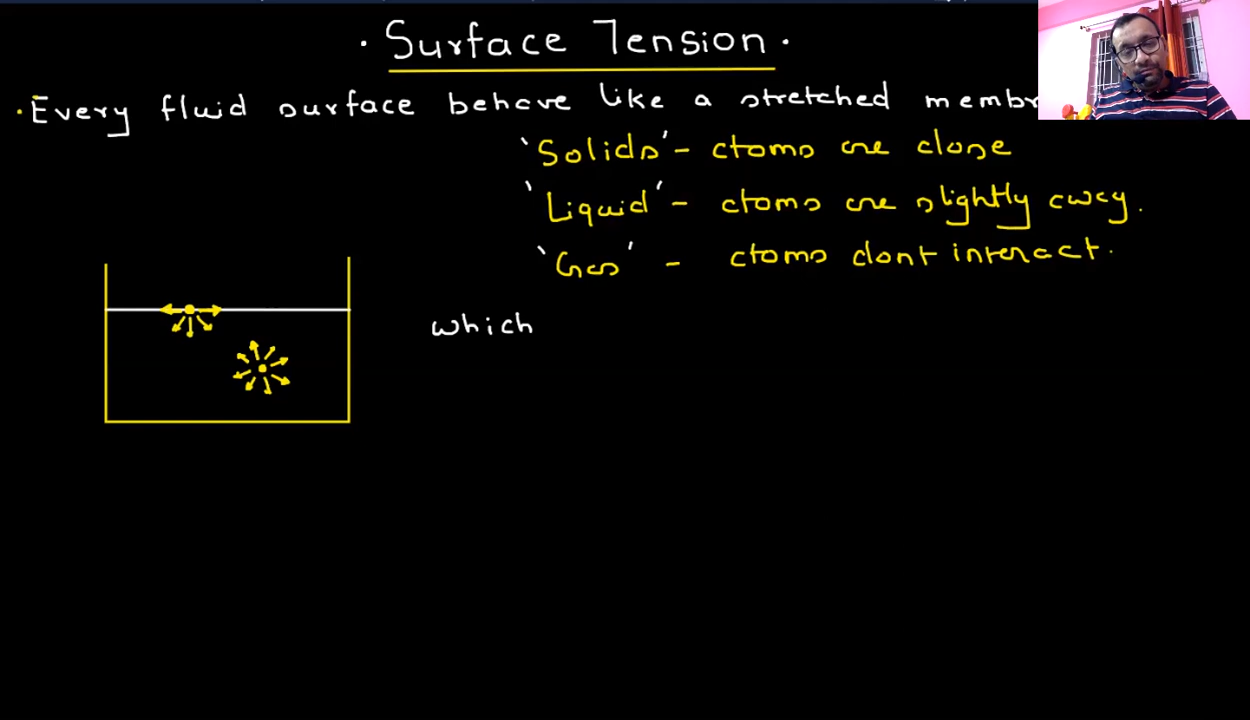 · Surface Tension ·
· Every fluid surface behave like a stretched membr
'Solids' - atoms are close
'Liquid' - atoms are slightly away.
'Gas' - atoms dont interact.
which